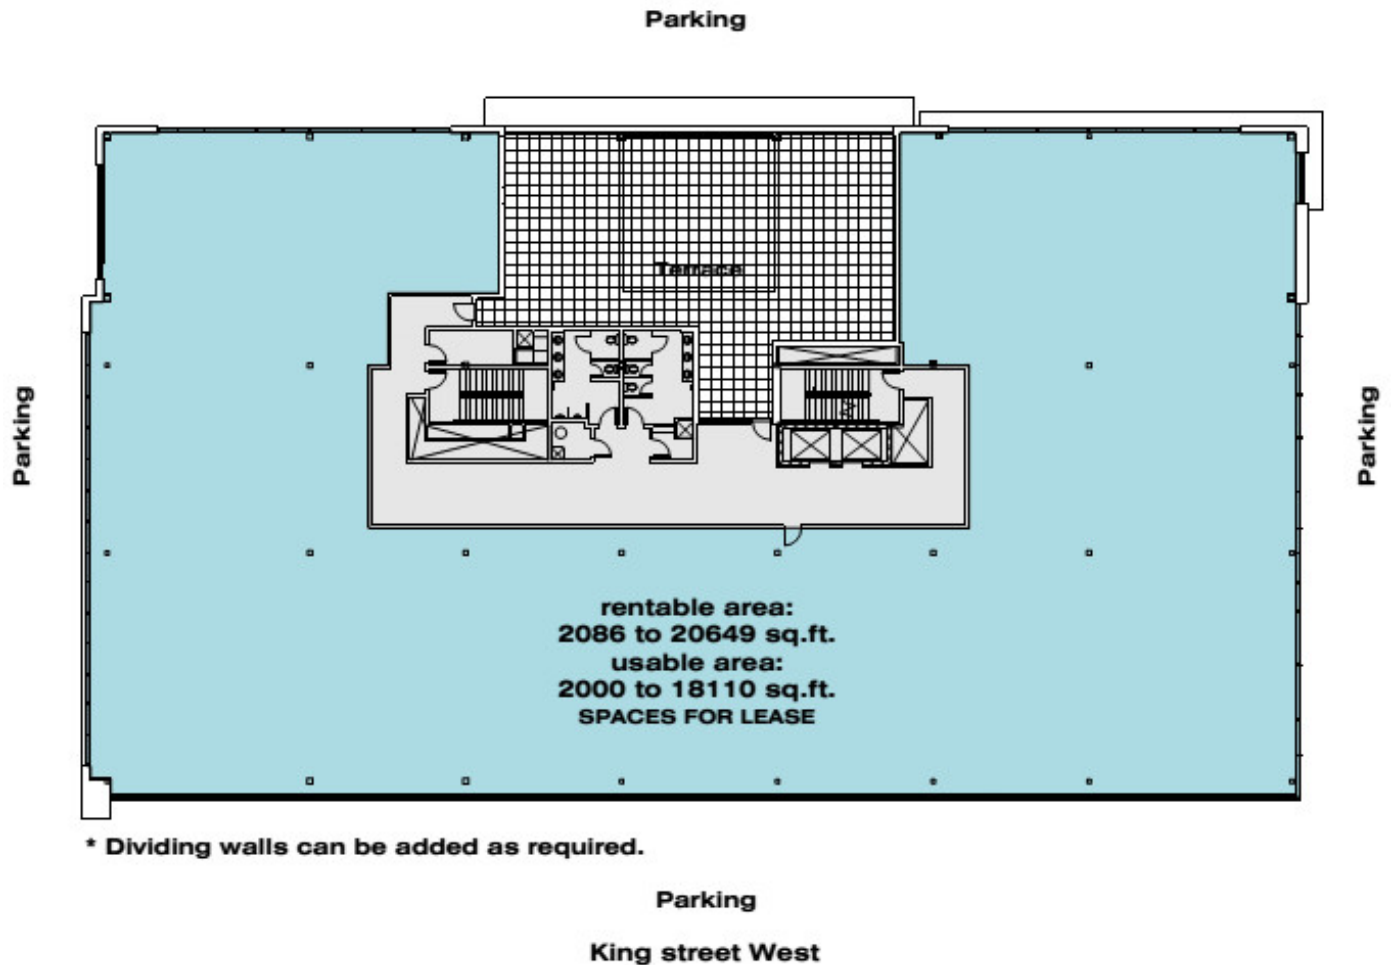 Parking
Terrace
Parking
Parking
rentable area:
2086 to 20649 sq.ft.
usable area:
2000 to 18110 sq.ft.
SPACES FOR LEASE
* Dividing walls can be added as required.
Parking
King street West